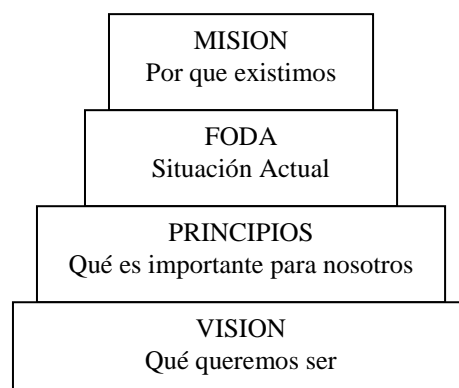 MISION
Por que existimos
FODA
Situación Actual
PRINCIPIOS
Qué es importante para nosotros
VISION
Qué queremos ser